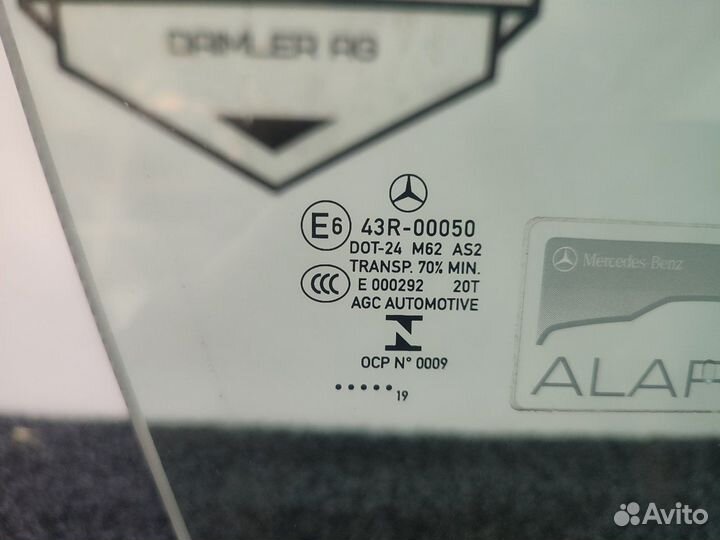 DAIMLER AG
E6 43R-00050
DOT-24 M62 AS2
TRANSP. 70% MIN.
CCC E 000292 20T
AGC AUTOMOTIVE
OCP N° 0009
..... 19
Mercedes-Benz
Avito